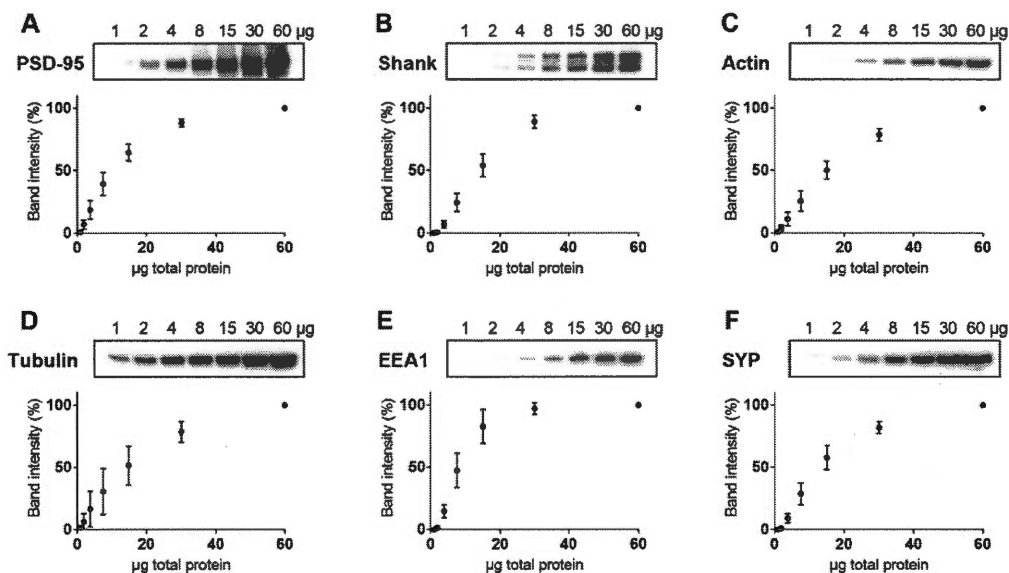 A
1 2 4 8 15 30 60 µg
PSD-95
100
50
0
Band intensity (%)
0 20 40 60
µg total protein
B
1 2 4 8 15 30 60 µg
Shank
100
50
0
Band intensity (%)
0 20 40 60
µg total protein
C
1 2 4 8 15 30 60 µg
Actin
100
50
0
Band intensity (%)
0 20 40 60
µg total protein
D
1 2 4 8 15 30 60 µg
Tubulin
100
50
0
Band intensity (%)
0 20 40 60
µg total protein
E
1 2 4 8 15 30 60 µg
EEA1
100
50
0
Band intensity (%)
0 20 40 60
µg total protein
F
1 2 4 8 15 30 60 µg
SYP
100
50
0
Band intensity (%)
0 20 40 60
µg total protein